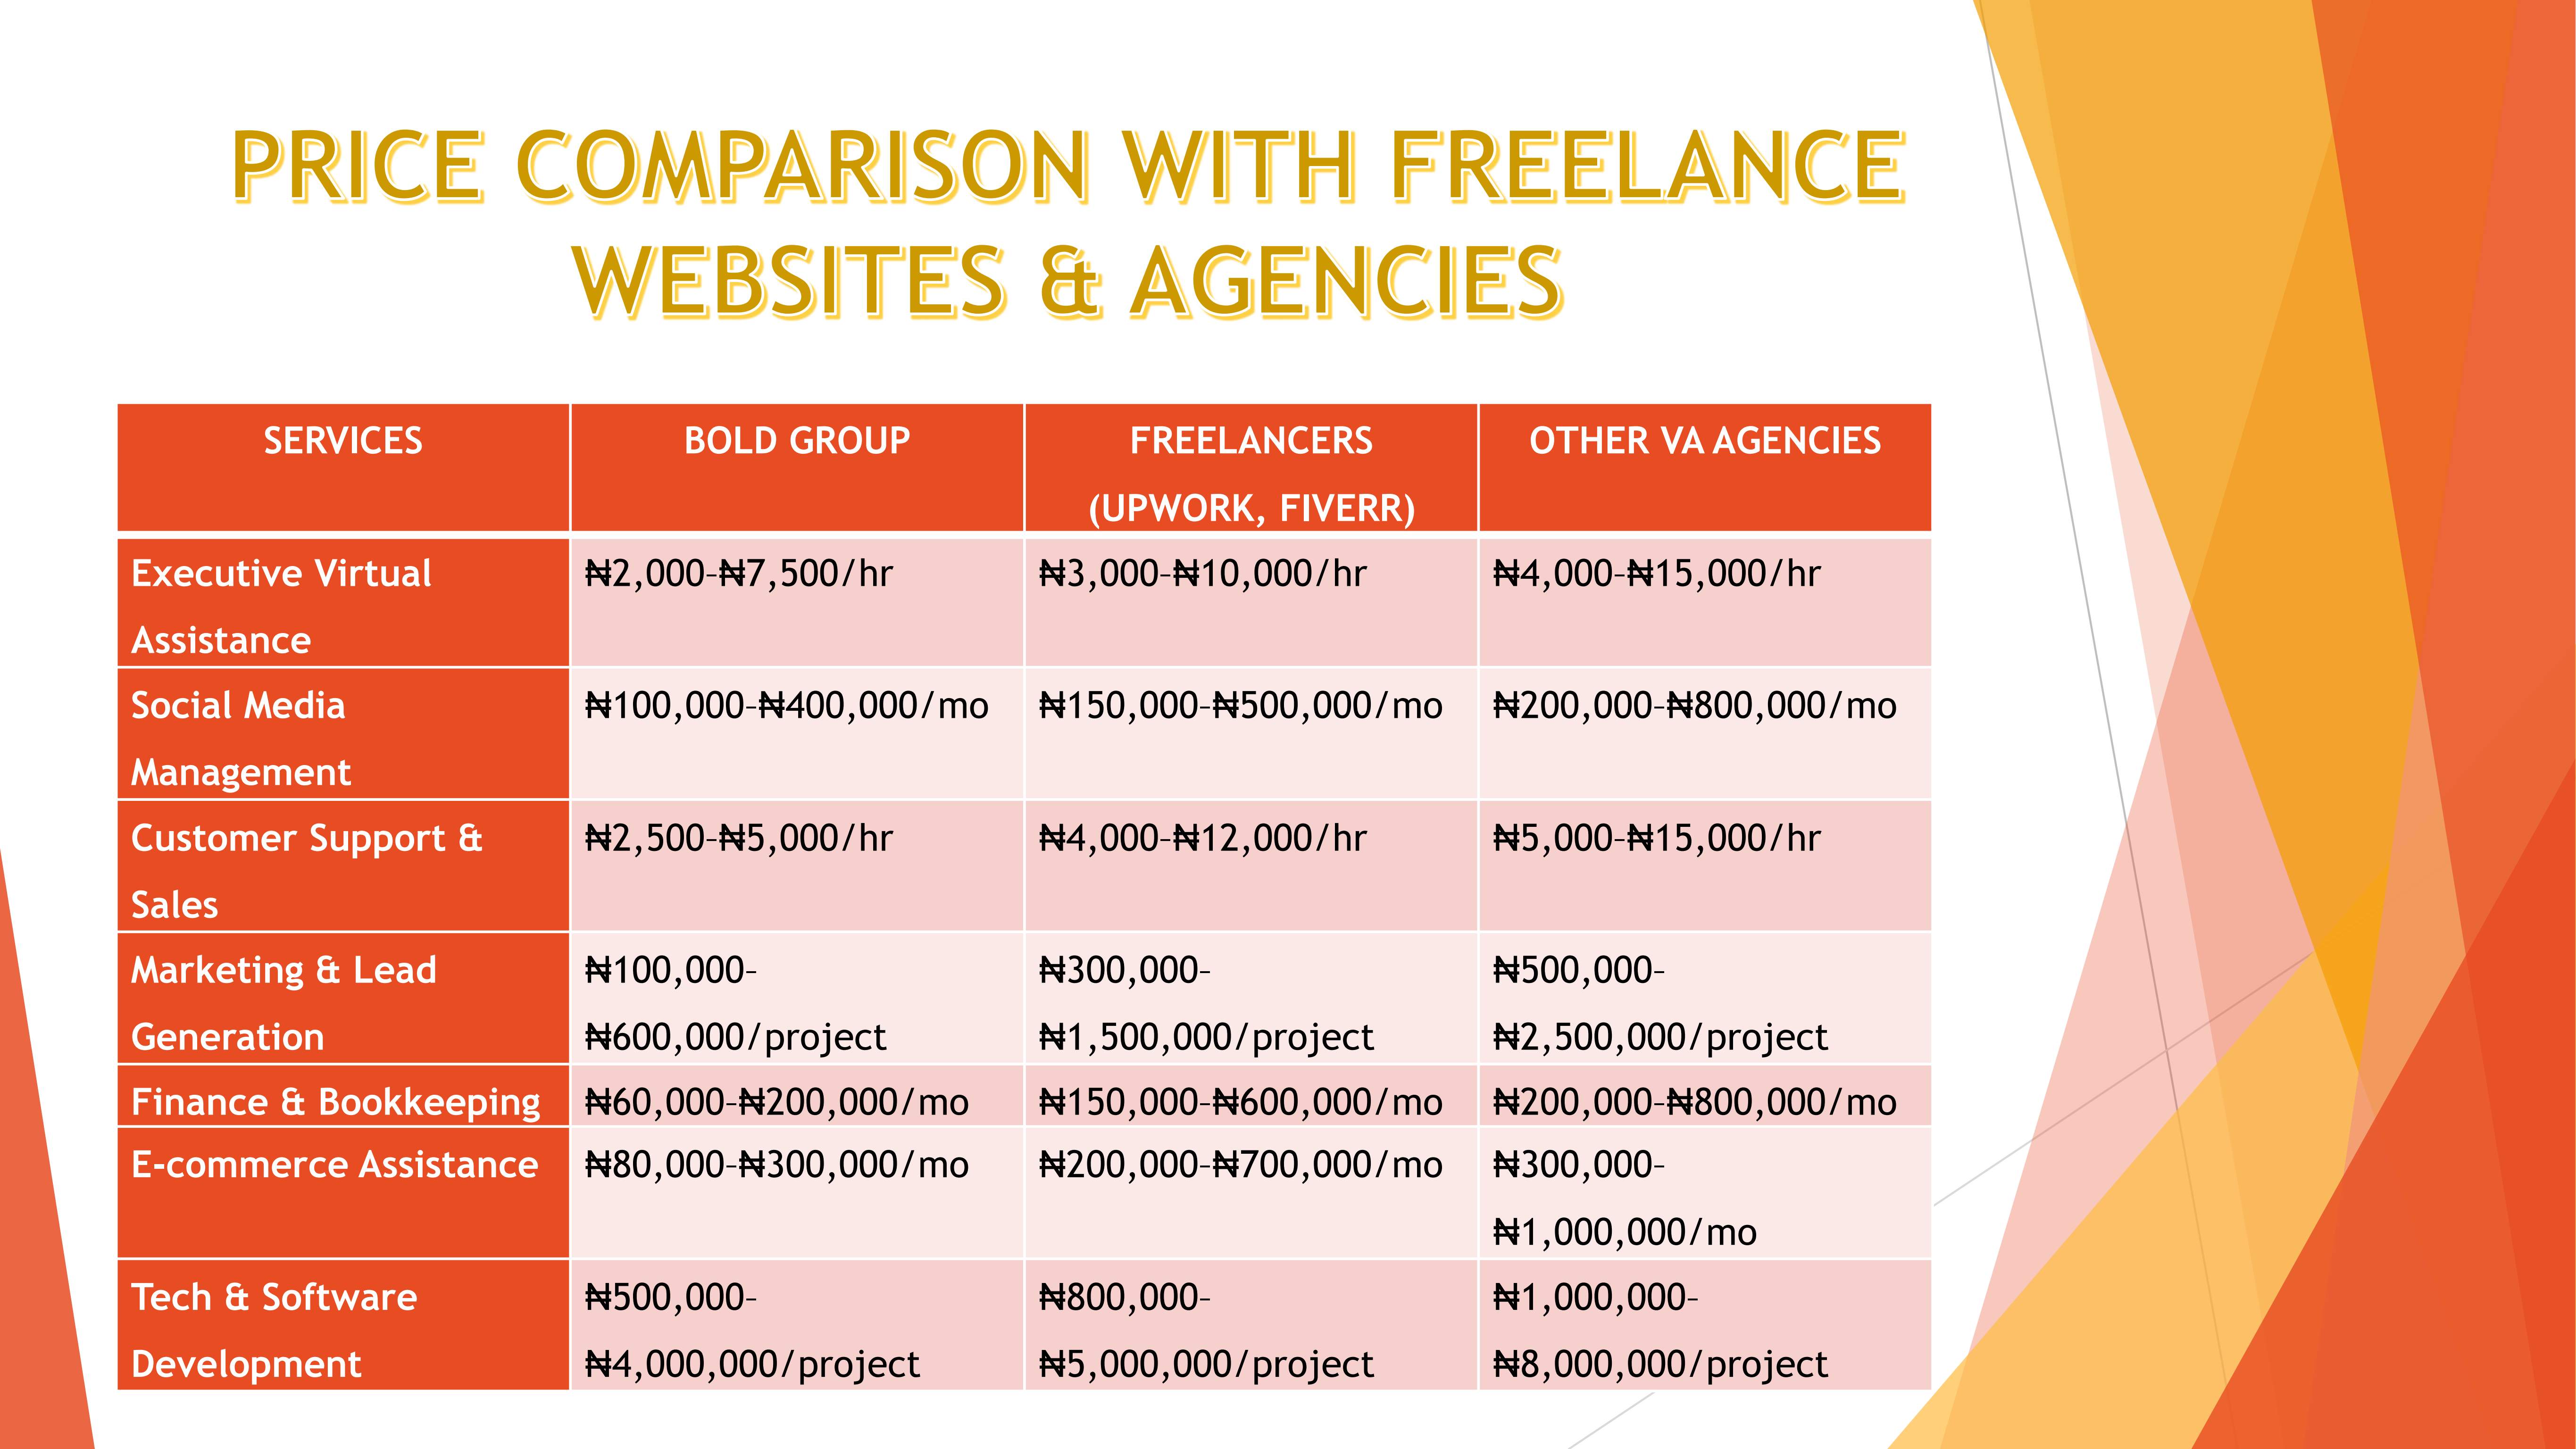 PRICE COMPARISON WITH FREELANCE
WEBSITES & AGENCIES
SERVICES
BOLD GROUP
FREELANCERS
(UPWORK, FIVERR)
OTHER VA AGENCIES
Executive Virtual
Assistance
₦2,000-₦7,500/hr
₦3,000-₦10,000/hr
₦4,000-₦15,000/hr
Social Media
Management
₦100,000-₦400,000/mo
₦150,000-₦500,000/mo
₦200,000-₦800,000/mo
Customer Support &
Sales
₦2,500-₦5,000/hr
₦4,000-₦12,000/hr
₦5,000-₦15,000/hr
Marketing & Lead
Generation
₦100,000-
₦600,000/project
₦300,000-
₦1,500,000/project
₦500,000-
₦2,500,000/project
Finance & Bookkeeping
₦60,000-₦200,000/mo
₦150,000-₦600,000/mo
₦200,000-₦800,000/mo
E-commerce Assistance
₦80,000-₦300,000/mo
₦200,000-₦700,000/mo
₦300,000-
₦1,000,000/mo
Tech & Software
Development
₦500,000-
₦4,000,000/project
₦800,000-
₦5,000,000/project
₦1,000,000-
₦8,000,000/project